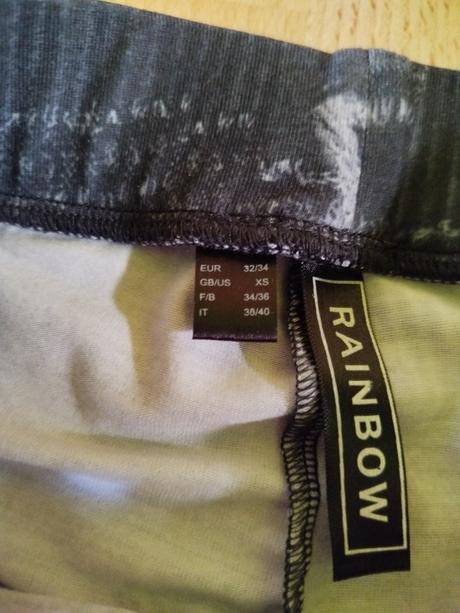 EUR 32/34
GB/US XS
F/B 34/36
IT 38/40
RAINBOW